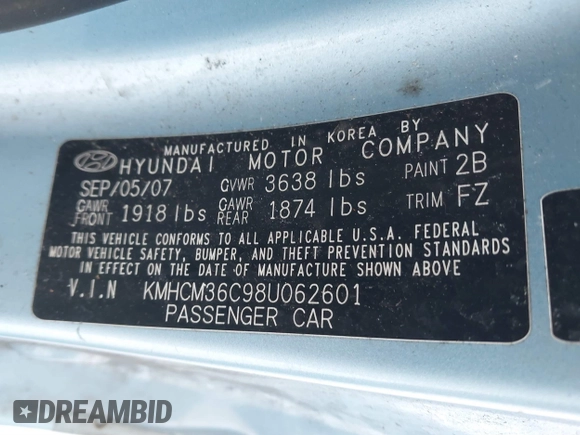 MANUFACTURED IN KOREA BY
HYUNDAI MOTOR COMPANY
SEP/05/07 GVWR 3638 lbs PAINT 2B
GAWR FRONT 1918 lbs GAWR REAR 1874 lbs TRIM FZ
THIS VEHICLE CONFORMS TO ALL APPLICABLE U.S.A. FEDERAL
MOTOR VEHICLE SAFETY, BUMPER, AND THEFT PREVENTION STANDARDS
IN EFFECT ON THE DATE OF MANUFACTURE SHOWN ABOVE
V.I.N KMHCM36C98U062601
PASSENGER CAR
DREAMBID